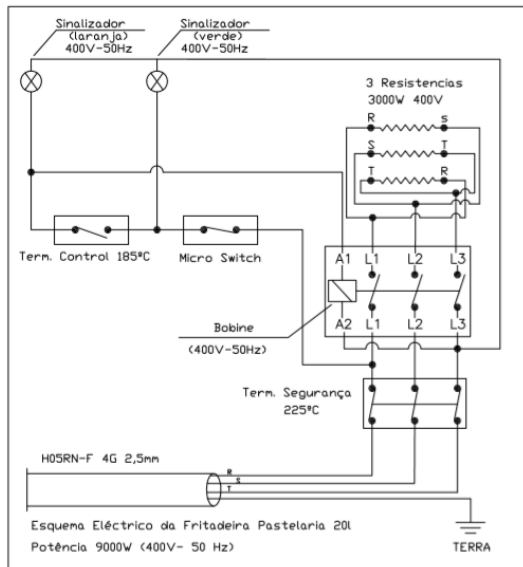 Sinalizador
(laranja)
400V-50Hz
Sinalizador
(verde)
400V-50Hz
3 Resistencias
3000W 400V
R
s
S
T
T
R
Term. Control 185ºC
Micro Switch
A1
L1
L2
L3
A2
L1
L2
L3
Bobine
(400V-50Hz)
Term. Segurança
225ºC
H05RN-F 4G 2,5mm
R
S
T
Esquema Eléctrico da Fritadeira Pastelaria 20l
Potência 9000W (400V- 50 Hz)
TERRA